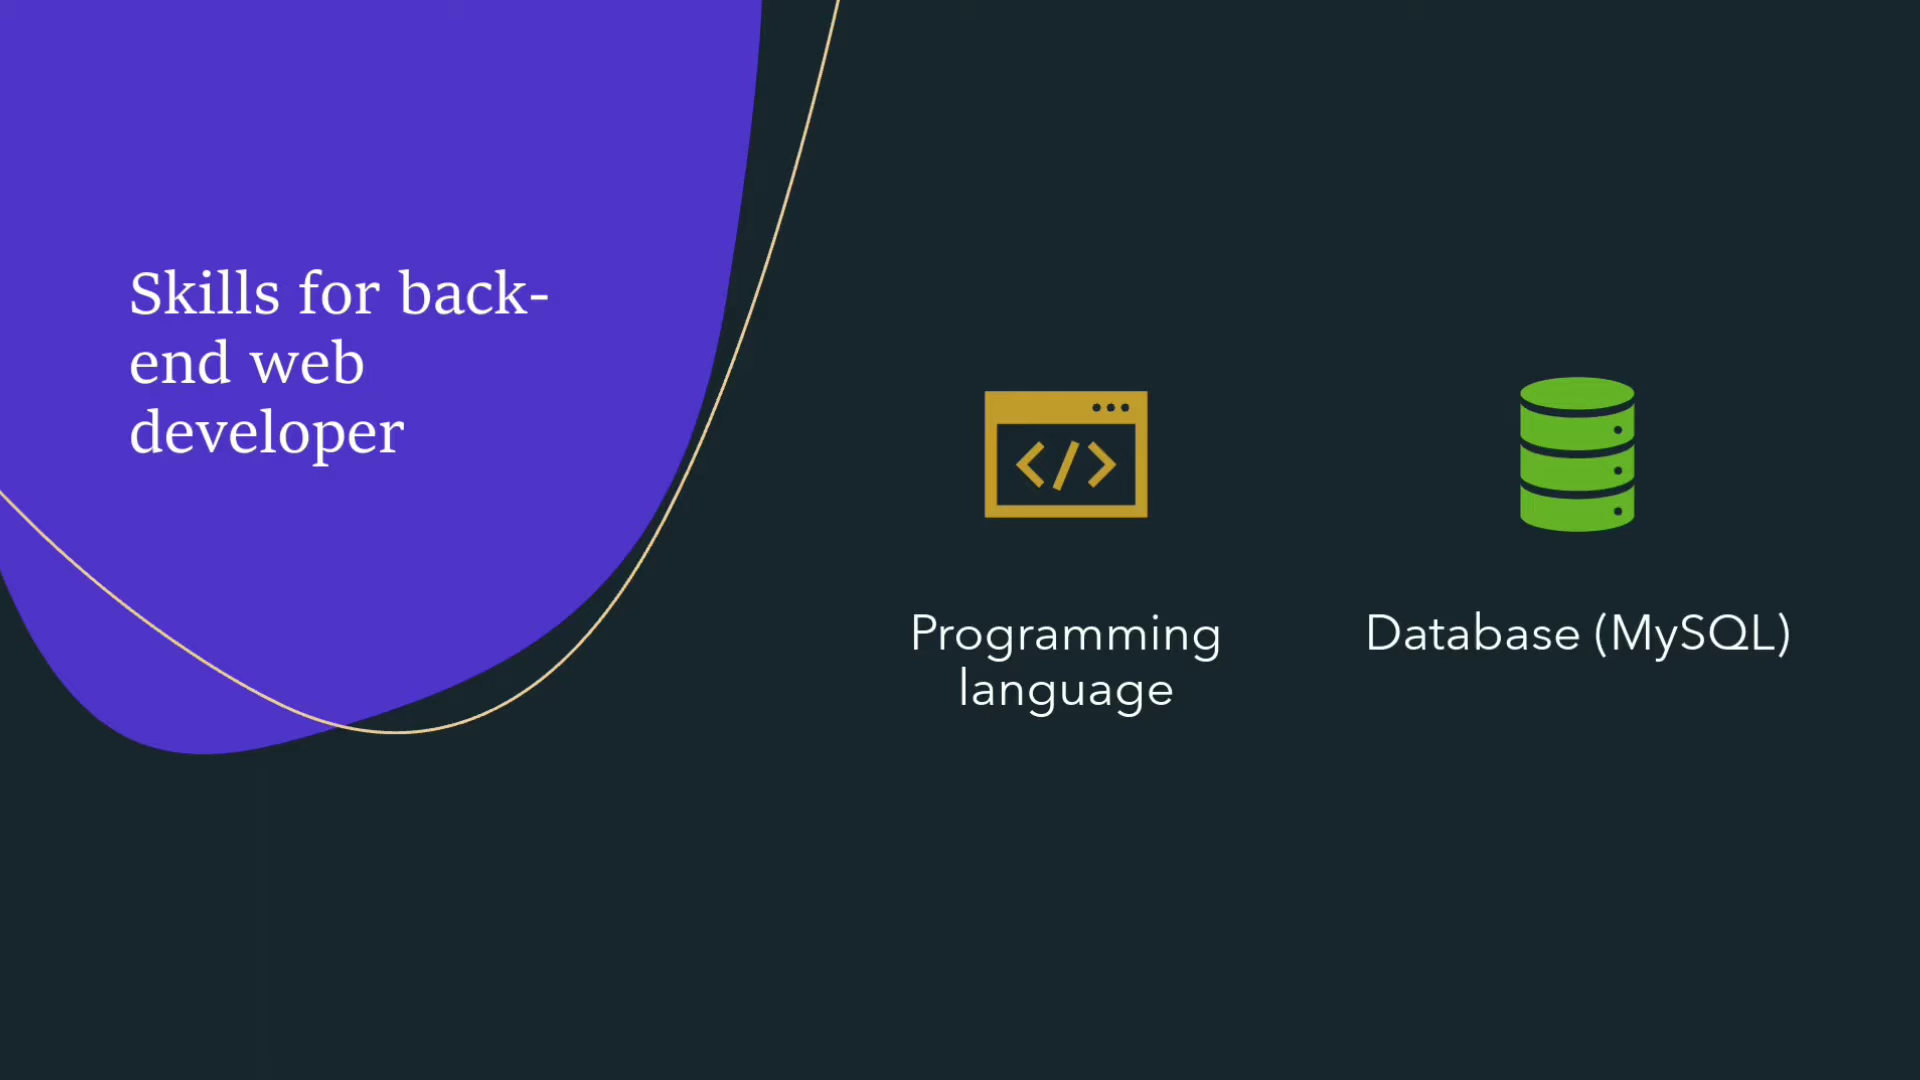 Skills for back-
end web
developer
</>
Programming
language
Database (MySQL)